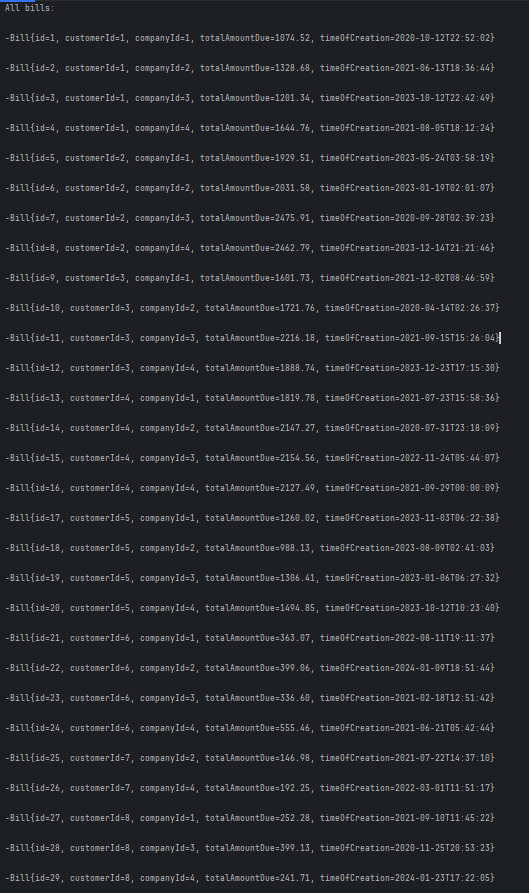 All bills:
-Bill{id=1, customerId=1, companyId=1, totalAmountDue=1074.52, timeOfCreation=2020-10-12T22:52:02}
-Bill{id=2, customerId=1, companyId=2, totalAmountDue=1328.68, timeOfCreation=2021-06-13T18:36:44}
-Bill{id=3, customerId=1, companyId=3, totalAmountDue=1201.34, timeOfCreation=2023-10-12T22:42:49}
-Bill{id=4, customerId=1, companyId=4, totalAmountDue=1644.76, timeOfCreation=2021-08-05T18:12:24}
-Bill{id=5, customerId=2, companyId=1, totalAmountDue=1929.51, timeOfCreation=2023-05-24T03:58:19}
-Bill{id=6, customerId=2, companyId=2, totalAmountDue=2031.58, timeOfCreation=2023-01-19T02:01:07}
-Bill{id=7, customerId=2, companyId=3, totalAmountDue=2475.91, timeOfCreation=2020-09-28T02:39:23}
-Bill{id=8, customerId=2, companyId=4, totalAmountDue=2462.79, timeOfCreation=2023-12-14T21:21:46}
-Bill{id=9, customerId=3, companyId=1, totalAmountDue=1601.73, timeOfCreation=2021-12-02T08:46:59}
-Bill{id=10, customerId=3, companyId=2, totalAmountDue=1721.76, timeOfCreation=2020-04-14T02:26:37}
-Bill{id=11, customerId=3, companyId=3, totalAmountDue=2216.18, timeOfCreation=2021-09-15T15:26:04}
-Bill{id=12, customerId=3, companyId=4, totalAmountDue=1888.74, timeOfCreation=2023-12-23T17:15:30}
-Bill{id=13, customerId=4, companyId=1, totalAmountDue=1819.78, timeOfCreation=2021-07-23T15:58:36}
-Bill{id=14, customerId=4, companyId=2, totalAmountDue=2147.27, timeOfCreation=2020-07-31T23:18:09}
-Bill{id=15, customerId=4, companyId=3, totalAmountDue=2154.56, timeOfCreation=2022-11-24T05:44:07}
-Bill{id=16, customerId=4, companyId=4, totalAmountDue=2127.49, timeOfCreation=2021-09-29T00:00:09}
-Bill{id=17, customerId=5, companyId=1, totalAmountDue=1260.02, timeOfCreation=2023-11-03T06:22:38}
-Bill{id=18, customerId=5, companyId=2, totalAmountDue=988.13, timeOfCreation=2023-08-09T02:41:03}
-Bill{id=19, customerId=5, companyId=3, totalAmountDue=1306.41, timeOfCreation=2023-01-06T06:27:32}
-Bill{id=20, customerId=5, companyId=4, totalAmountDue=1494.85, timeOfCreation=2023-10-12T10:23:40}
-Bill{id=21, customerId=6, companyId=1, totalAmountDue=363.07, timeOfCreation=2022-08-11T19:11:37}
-Bill{id=22, customerId=6, companyId=2, totalAmountDue=399.06, timeOfCreation=2024-01-09T18:51:44}
-Bill{id=23, customerId=6, companyId=3, totalAmountDue=336.60, timeOfCreation=2021-02-18T12:51:42}
-Bill{id=24, customerId=6, companyId=4, totalAmountDue=555.46, timeOfCreation=2021-06-21T05:42:44}
-Bill{id=25, customerId=7, companyId=2, totalAmountDue=146.98, timeOfCreation=2021-07-22T14:37:10}
-Bill{id=26, customerId=7, companyId=4, totalAmountDue=192.25, timeOfCreation=2022-03-01T11:51:17}
-Bill{id=27, customerId=8, companyId=1, totalAmountDue=252.28, timeOfCreation=2021-09-10T11:45:22}
-Bill{id=28, customerId=8, companyId=3, totalAmountDue=399.13, timeOfCreation=2020-11-25T20:53:23}
-Bill{id=29, customerId=8, companyId=4, totalAmountDue=241.71, timeOfCreation=2024-01-23T17:22:05}